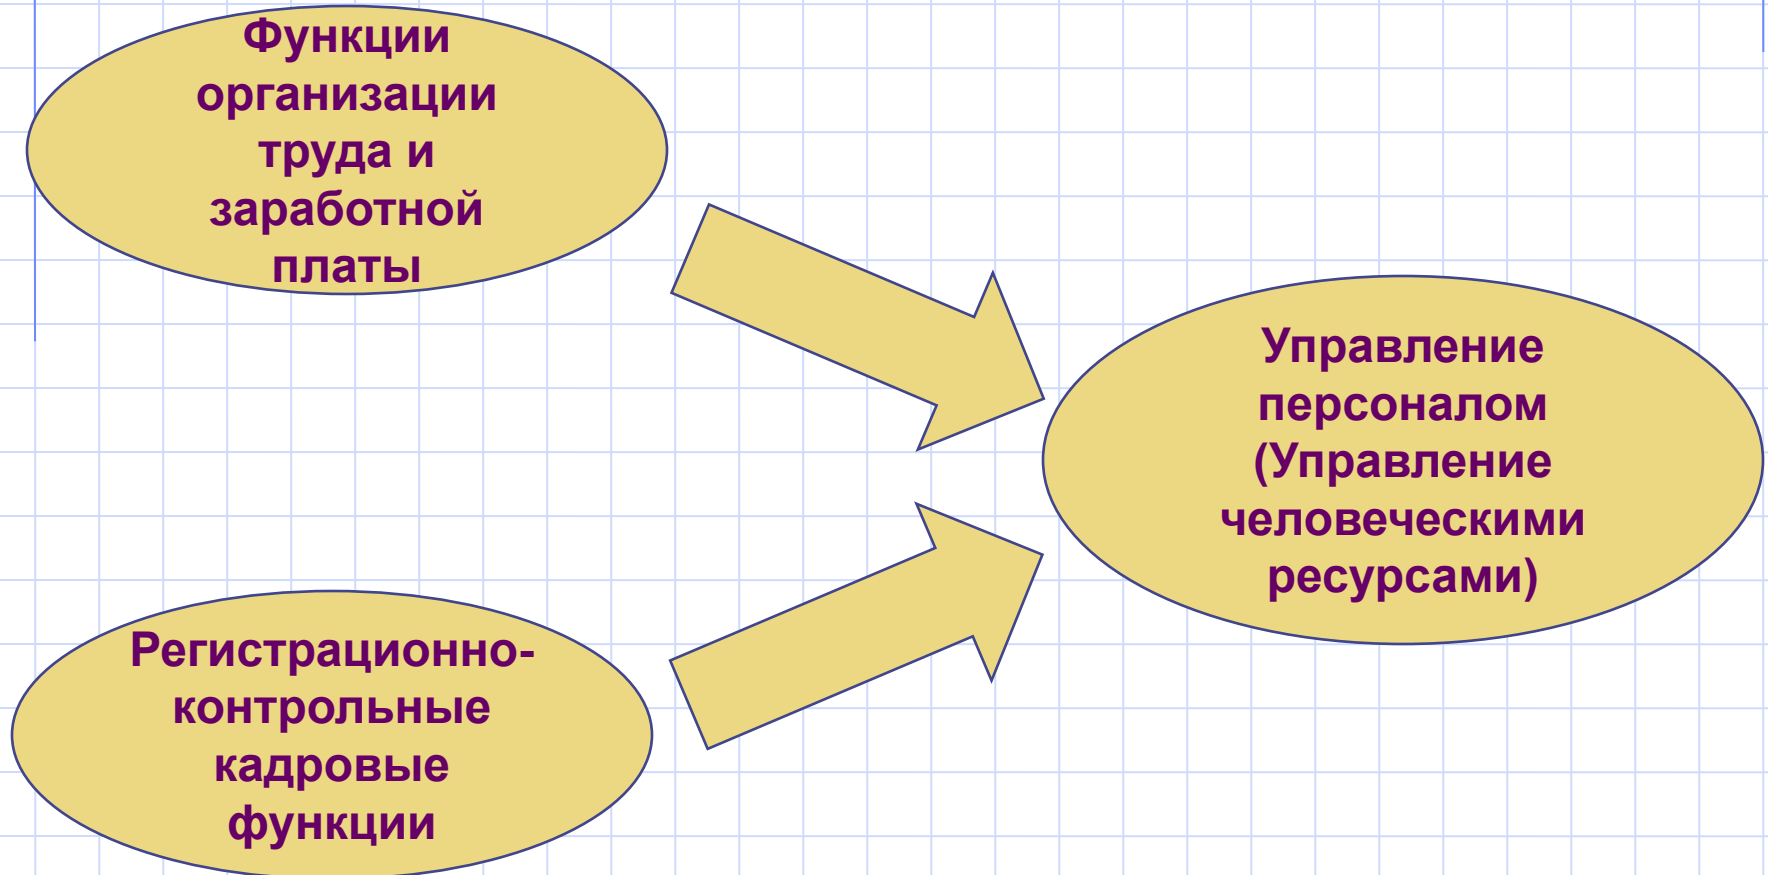 Функции
организации
труда и
заработной
платы
Управление
персоналом
(Управление
человеческими
ресурсами)
Регистрационно-
контрольные
кадровые
функции